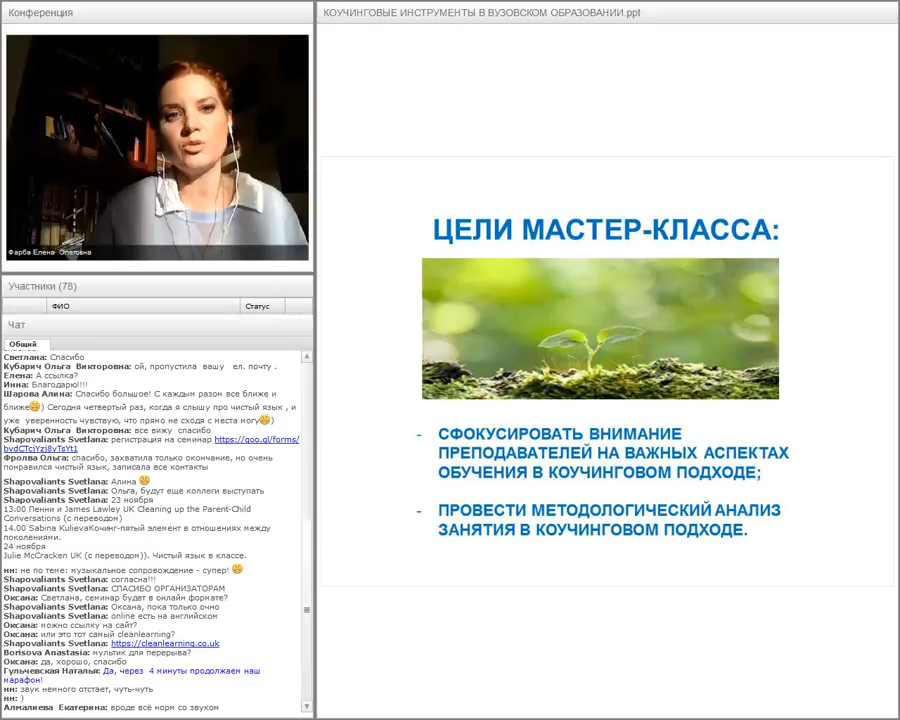 Конференция
Фарба Елена Олеговна
Участники (78)
ФИО
Статус
Чат
Общий
Светлана: Спасибо
Кубарич Ольга Викторовна: ой, пропустила вашу ел. почту .
Елена: А ссылка?
Инна: Благодарю!!!!
Шарова Алина: Спасибо большое! С каждым разом все ближе и
ближе) Сегодня четвертый раз, когда я слышу про чистый язык , и
уже уверенность чувствую, что прямо не сходя с места могу)
Кубарич Ольга Викторовна: все вижу спасибо
Shapovaliants Svetlana: регистрация на семинар https://goo.gl/forms/
bvdCTcjYzj8vTsYt1
Фролва Ольга: спасибо, захватила только окончание, но очень
понравился чистый язык, записала все контакты
Shapovaliants Svetlana: Алина
Shapovaliants Svetlana: Ольга, будут еще коллеги выступать
Shapovaliants Svetlana: 23 ноября
13.00 Пенни и James Lawley UK Cleaning up the Parent-Child
Conversations (с переводом)
14.00 Sabina KulievaКочинг-пятый элемент в отношениях между
поколениями.
24 ноября
Julie McCracken UK (с переводом)). Чистый язык в классе.
нн: не по теме: музыкальное сопровождение - супер!
Shapovaliants Svetlana: согласна!!!
Shapovaliants Svetlana: СПАСИБО ОРГАНИЗАТОРАМ
Оксана: Светлана, семинар будет в онлайн формате?
Shapovaliants Svetlana: Оксана, пока только очно
Shapovaliants Svetlana: online есть на английском
Оксана: можно ссылку на сайт?
Оксана: или это тот самый cleanlearning?
Shapovaliants Svetlana: https://cleanlearning.co.uk
Borisova Anastasia: мультик для перерыва?
Оксана: да, хорошо, спасибо
Гульчевская Наталья: Да, через 4 минуты продолжаем наш
марафон!
нн: звук немного отстает, чуть-чуть
нн: )
Алмалиева Екатерина: вроде всё норм со звуком
КОУЧИНГОВЫЕ ИНСТРУМЕНТЫ В ВУЗОВСКОМ ОБРАЗОВАНИИ.ppt
ЦЕЛИ МАСТЕР-КЛАССА:
- СФОКУСИРОВАТЬ ВНИМАНИЕ
ПРЕПОДАВАТЕЛЕЙ НА ВАЖНЫХ АСПЕКТАХ
ОБУЧЕНИЯ В КОУЧИНГОВОМ ПОДХОДЕ;
- ПРОВЕСТИ МЕТОДОЛОГИЧЕСКИЙ АНАЛИЗ
ЗАНЯТИЯ В КОУЧИНГОВОМ ПОДХОДЕ.